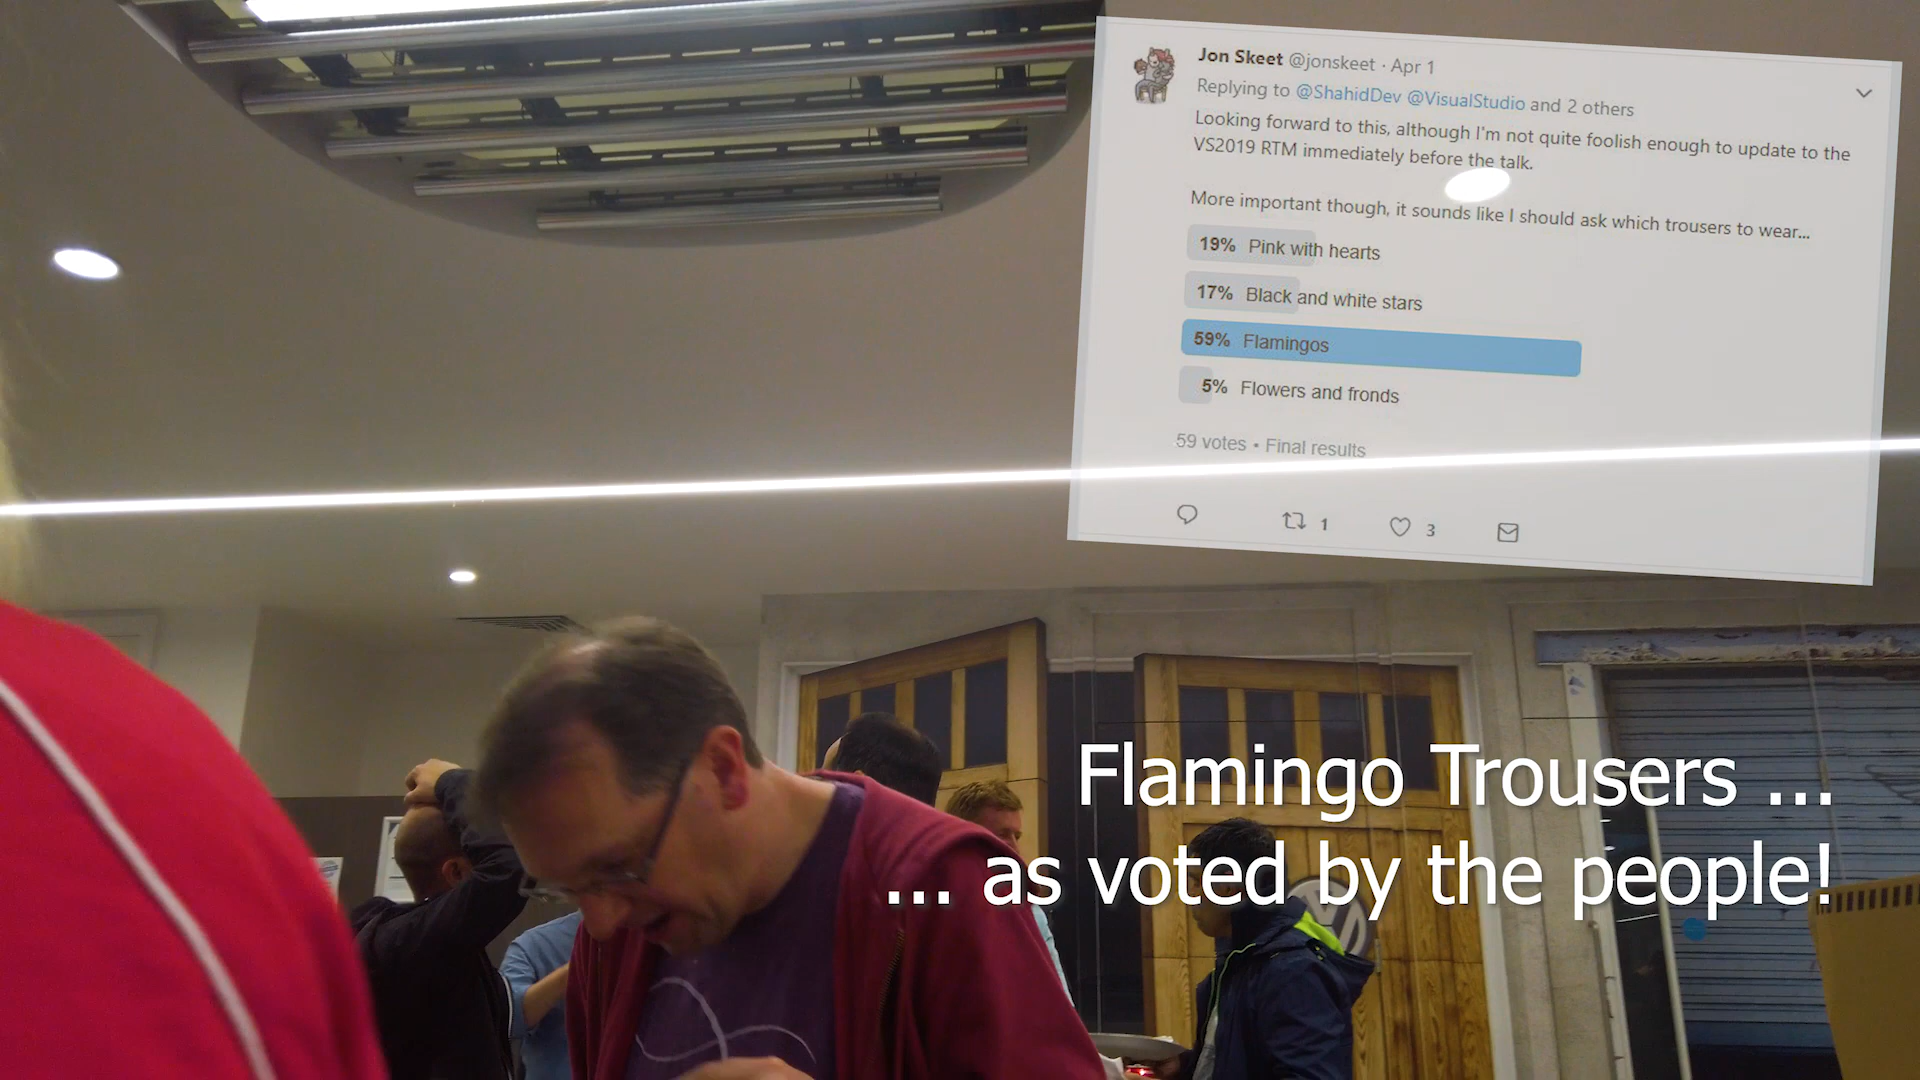 Jon Skeet @jonskeet · Apr 1
Replying to @ShahidDev @VisualStudio and 2 others
Looking forward to this, although I'm not quite foolish enough to update to the
VS2019 RTM immediately before the talk.
More important though, it sounds like I should ask which trousers to wear...
19% Pink with hearts
17% Black and white stars
59% Flamingos
5% Flowers and fronds
59 votes • Final results
1 3
Flamingo Trousers ...
... as voted by the people!